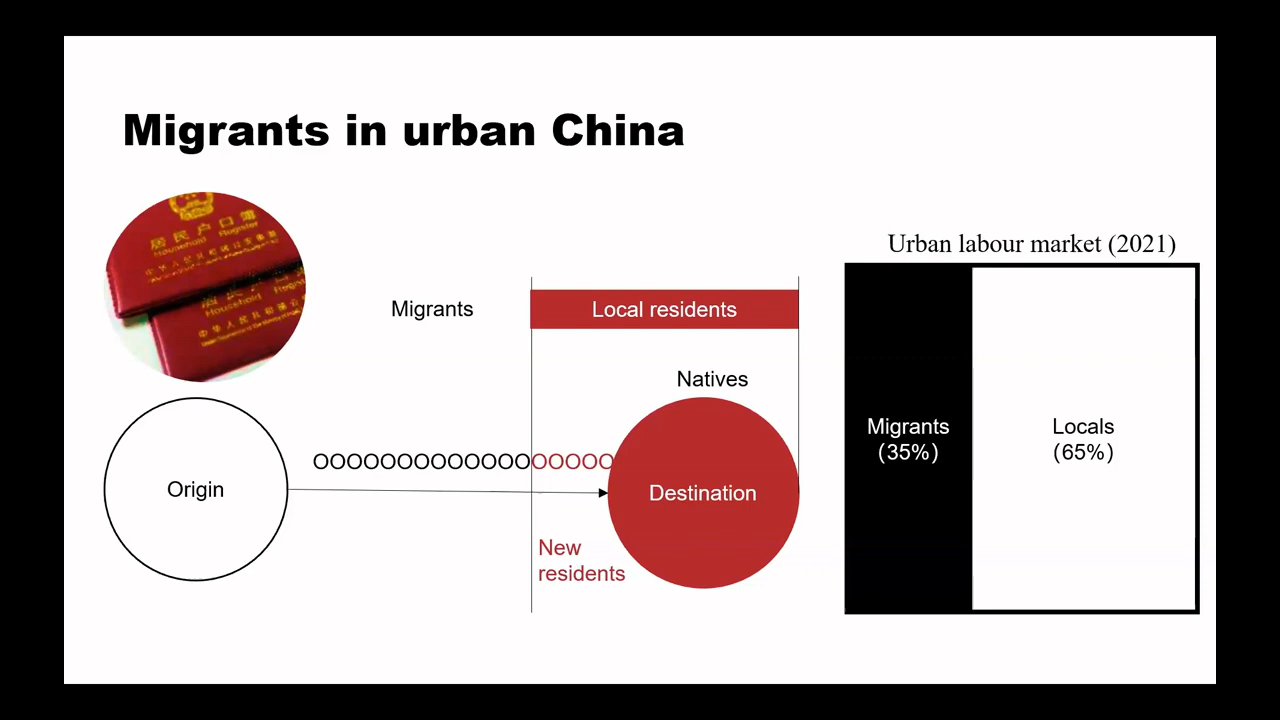 Migrants in urban China
居民户口簿
Household Register
Household
Urban labour market (2021)
Migrants
Local residents
Natives
Migrants
(35%)
Locals
(65%)
OOOOOOOOOOOOOOOOOO
Origin
Destination
New
residents